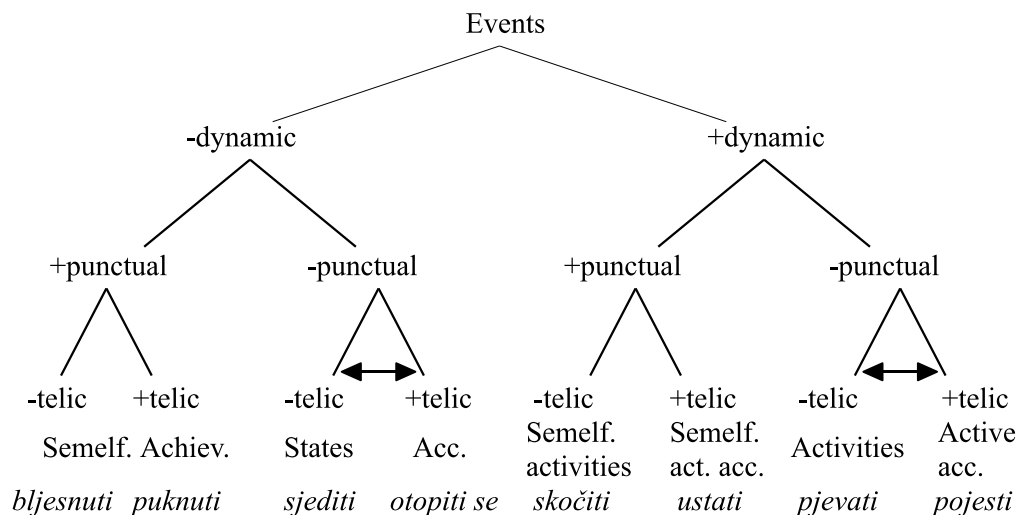 Events
-dynamic +dynamic
+punctual -punctual +punctual -punctual
-telic +telic -telic +telic -telic +telic -telic +telic
Semelf. Achiev. States Acc. Semelf. activities Semelf. act. acc. Activities Active acc.
bljesnuti puknuti sjediti otopiti se skočiti ustati pjevati pojesti